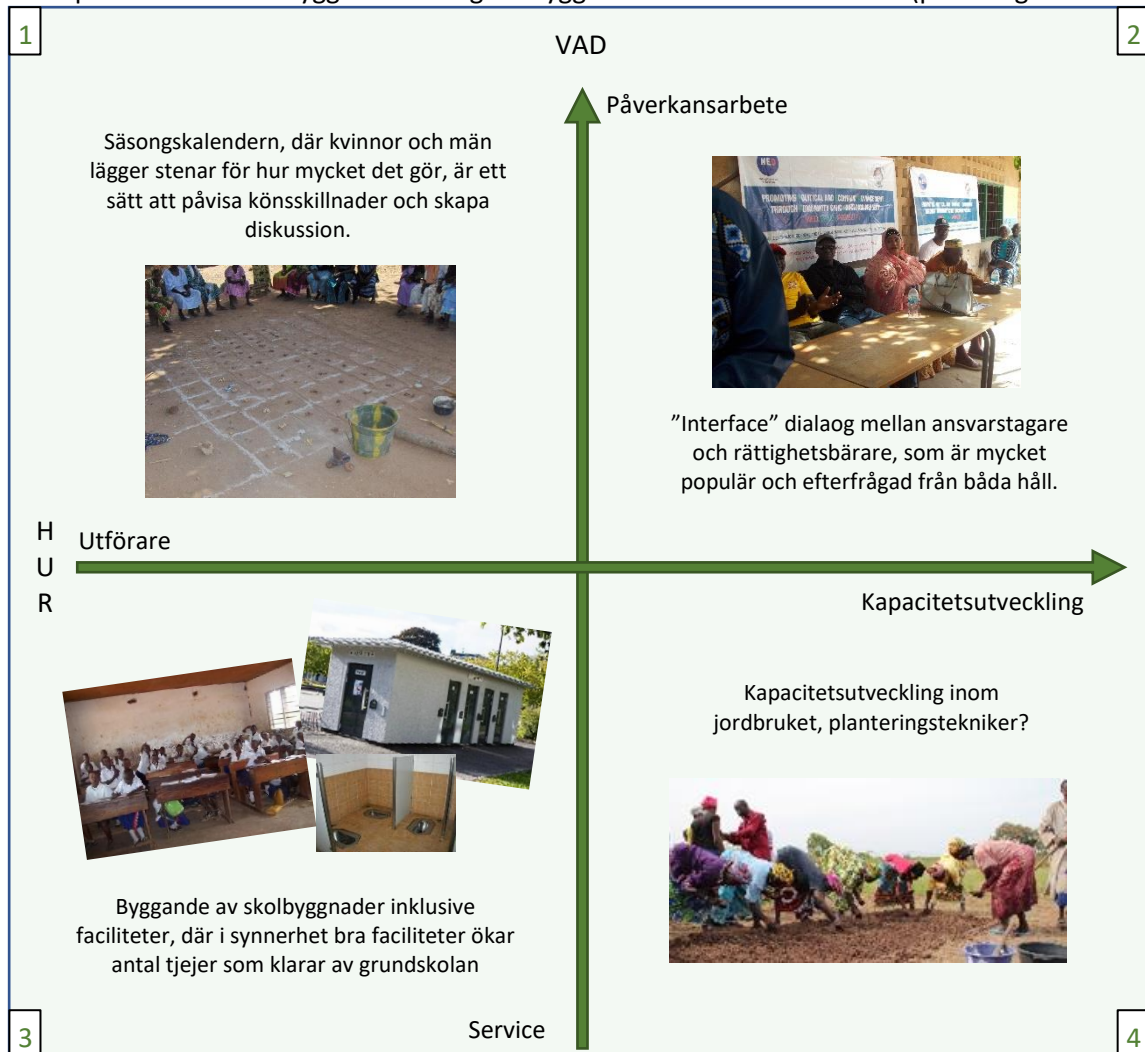 1
2
VAD
Påverkansarbete
Säsongskalendern, där kvinnor och män
lägger stenar för hur mycket det gör, är ett
sätt att påvisa könsskillnader och skapa
diskussion.
NED
”Interface” dialaog mellan ansvarstagare
och rättighetsbärare, som är mycket
populär och efterfrågad från båda håll.
H
U
R
Utförare
Kapacitetsutveckling
Kapacitetsutveckling inom
jordbruket, planteringstekniker?
Byggande av skolbyggnader inklusive
faciliteter, där i synnerhet bra faciliteter ökar
antal tjejer som klarar av grundskolan
3
Service
4